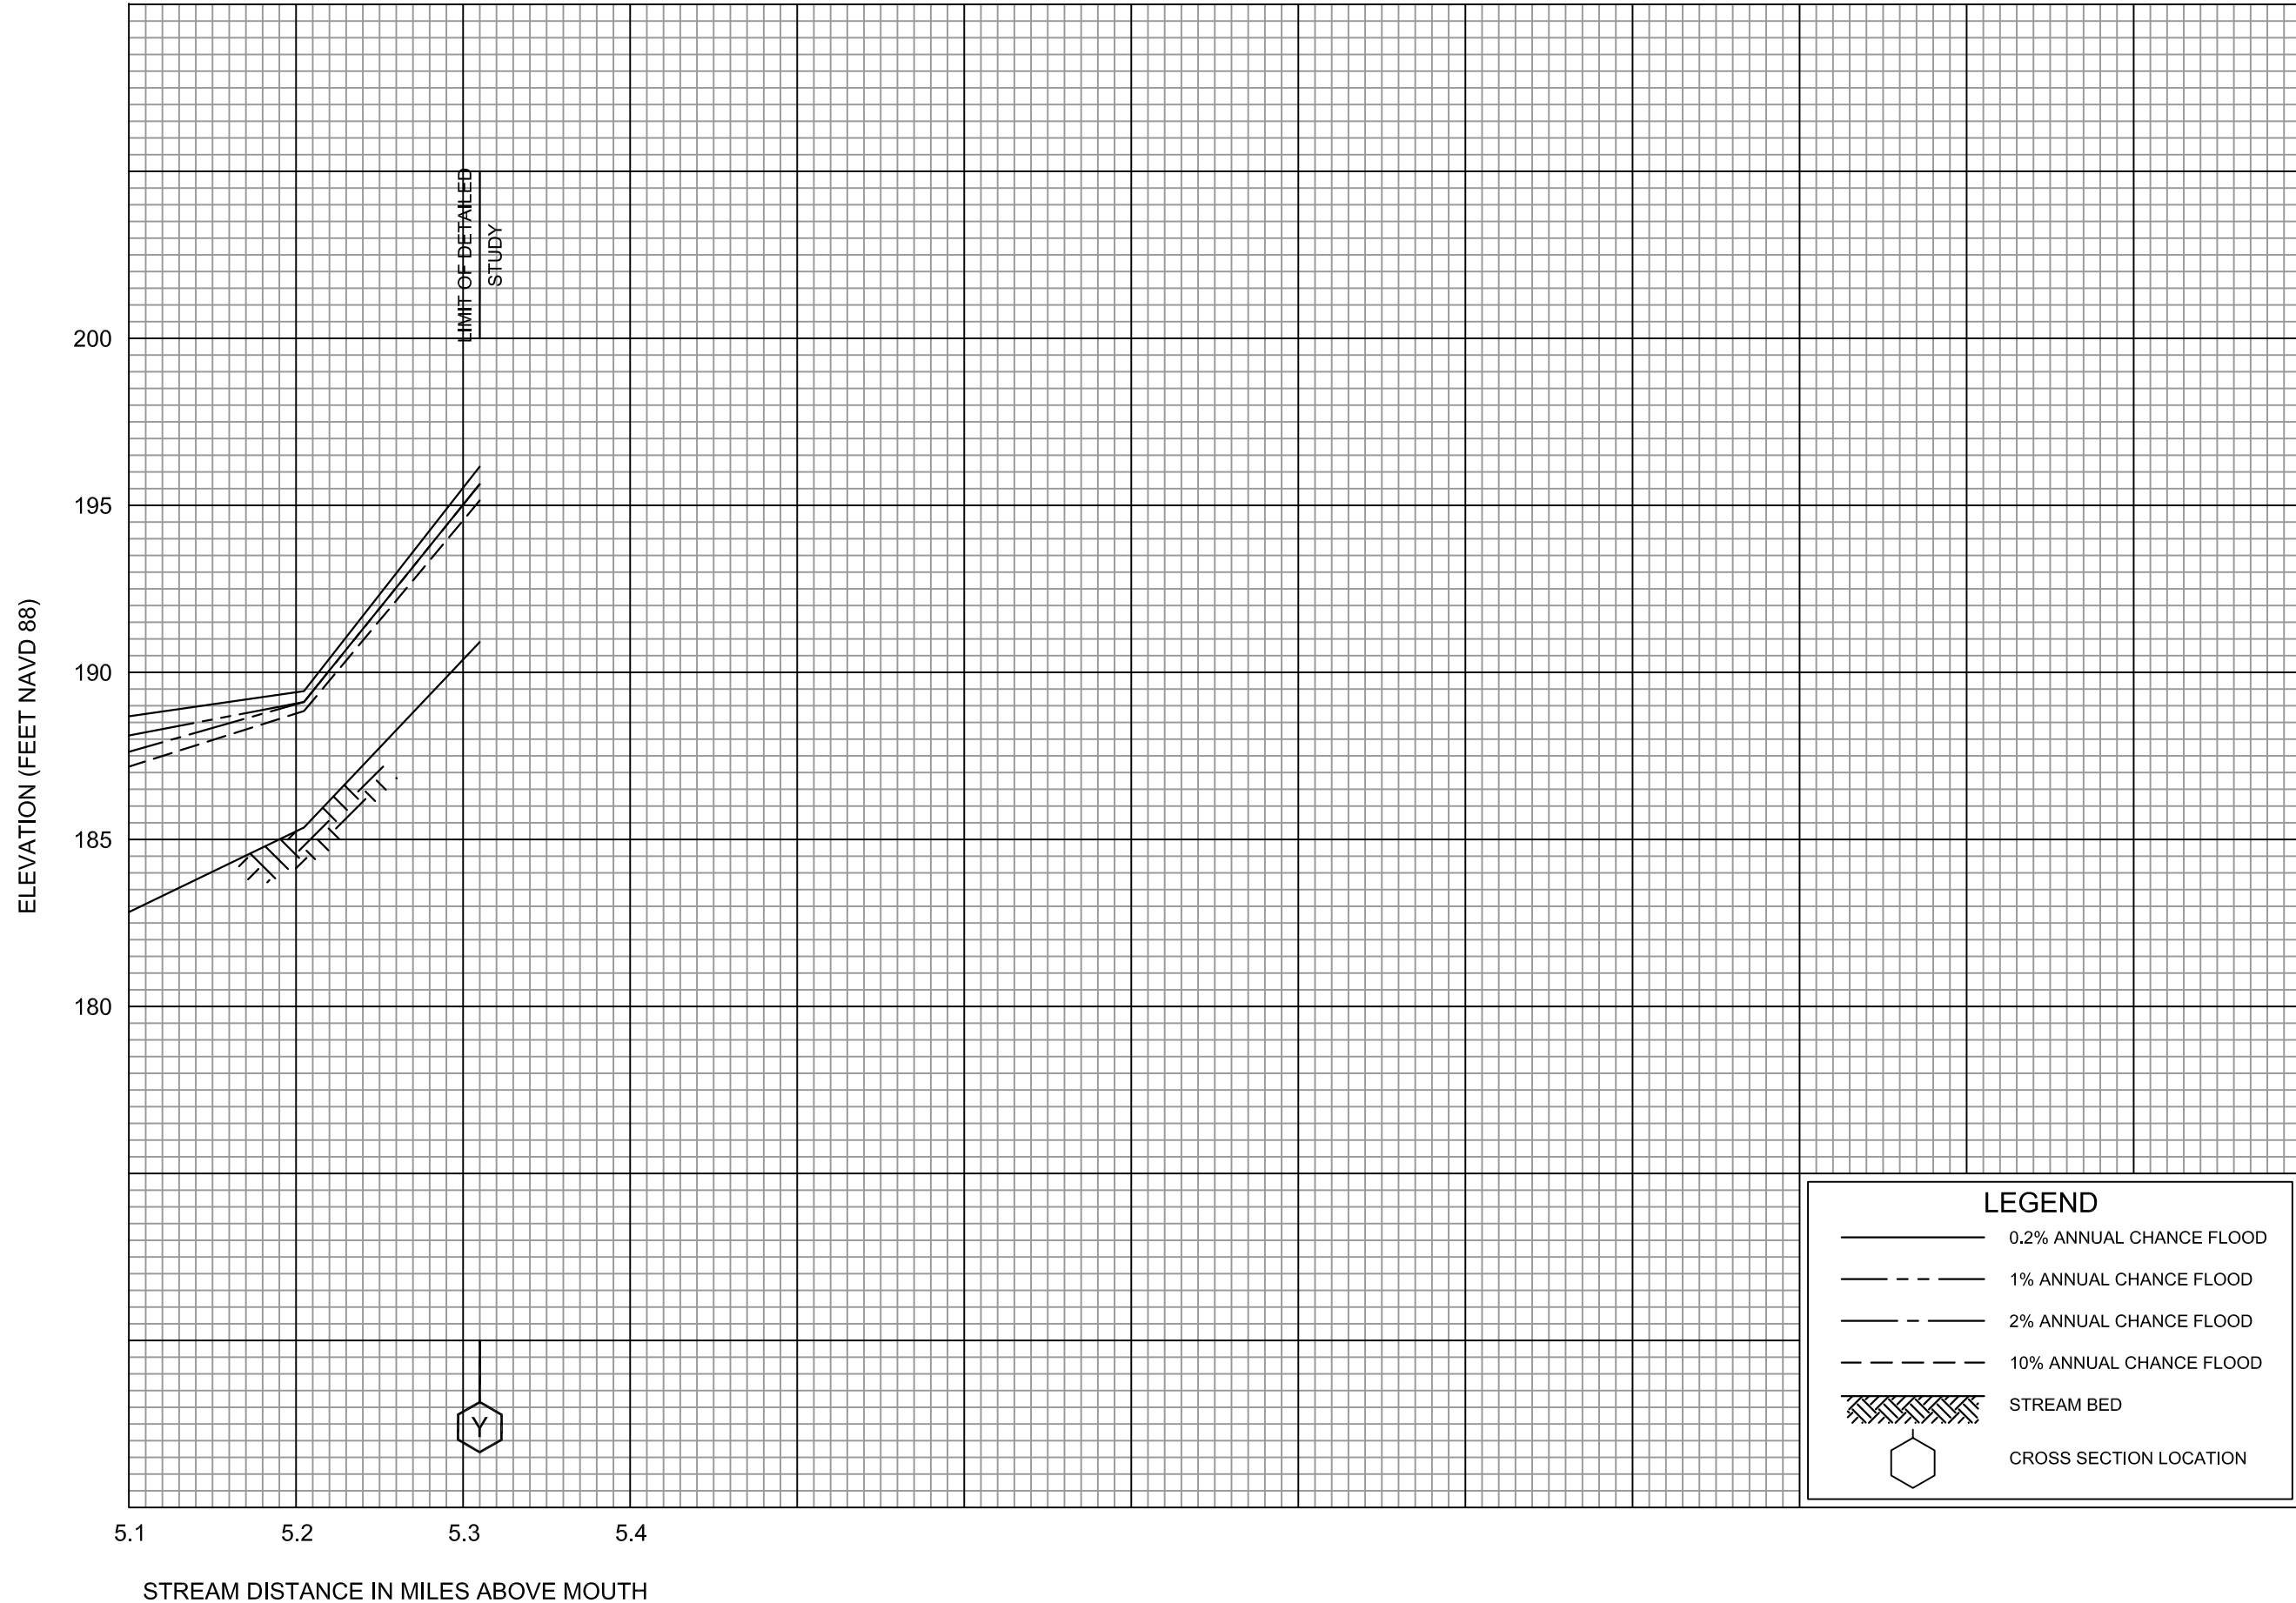 LIMIT OF DETAILED
STUDY
ELEVATION (FEET NAVD 88)
200
195
190
185
180
Y
5.1
5.2
5.3
5.4
STREAM DISTANCE IN MILES ABOVE MOUTH
LEGEND
0.2% ANNUAL CHANCE FLOOD
1% ANNUAL CHANCE FLOOD
2% ANNUAL CHANCE FLOOD
10% ANNUAL CHANCE FLOOD
STREAM BED
CROSS SECTION LOCATION